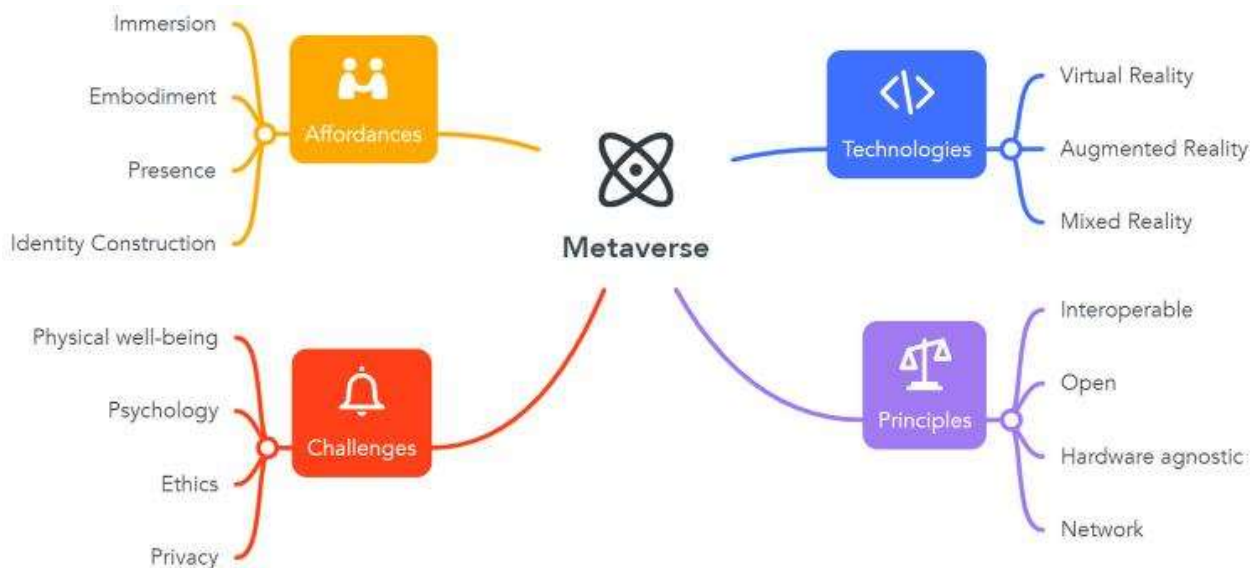 Immersion
Embodiment
Presence
Identity Construction
Affordances
Physical well-being
Psychology
Ethics
Privacy
Challenges
Metaverse
Technologies
Virtual Reality
Augmented Reality
Mixed Reality
Principles
Interoperable
Open
Hardware agnostic
Network